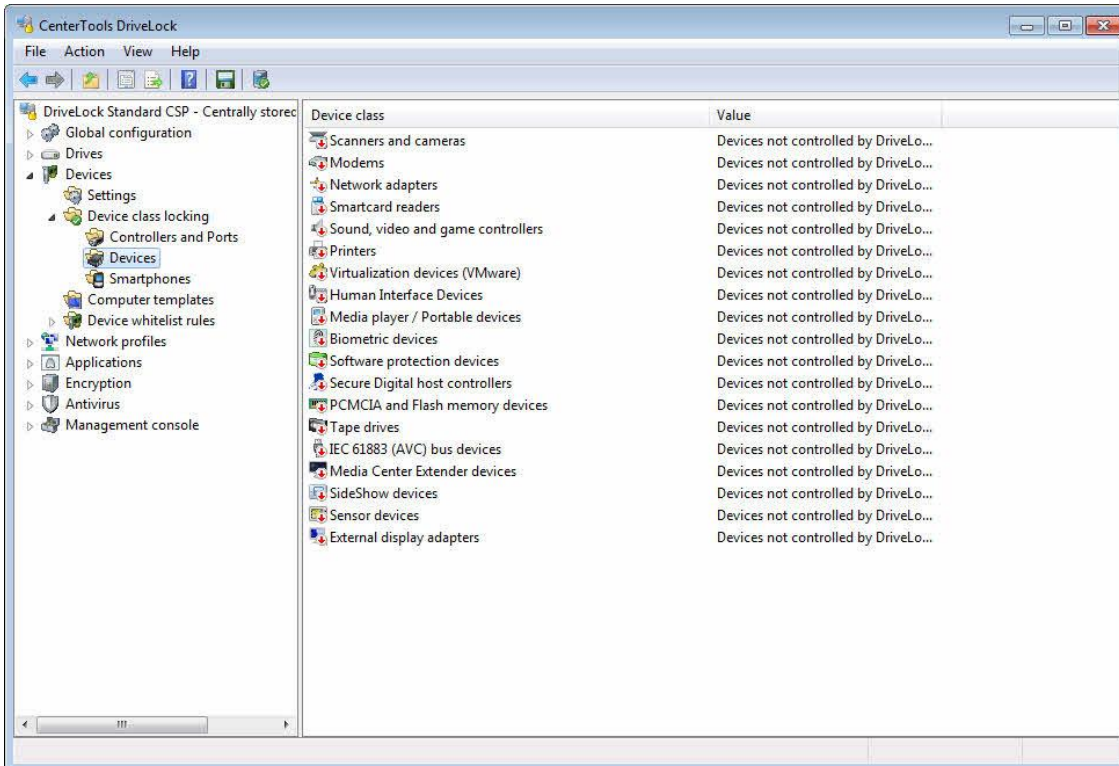 CenterTools DriveLock
File Action View Help
DriveLock Standard CSP - Centrally stored
Global configuration
Drives
Devices
Settings
Device class locking
Controllers and Ports
Devices
Smartphones
Computer templates
Device whitelist rules
Network profiles
Applications
Encryption
Antivirus
Management console
Device class Value
Scanners and cameras Devices not controlled by DriveLo...
Modems Devices not controlled by DriveLo...
Network adapters Devices not controlled by DriveLo...
Smartcard readers Devices not controlled by DriveLo...
Sound, video and game controllers Devices not controlled by DriveLo...
Printers Devices not controlled by DriveLo...
Virtualization devices (VMware) Devices not controlled by DriveLo...
Human Interface Devices Devices not controlled by DriveLo...
Media player / Portable devices Devices not controlled by DriveLo...
Biometric devices Devices not controlled by DriveLo...
Software protection devices Devices not controlled by DriveLo...
Secure Digital host controllers Devices not controlled by DriveLo...
PCMCIA and Flash memory devices Devices not controlled by DriveLo...
Tape drives Devices not controlled by DriveLo...
IEC 61883 (AVC) bus devices Devices not controlled by DriveLo...
Media Center Extender devices Devices not controlled by DriveLo...
SideShow devices Devices not controlled by DriveLo...
Sensor devices Devices not controlled by DriveLo...
External display adapters Devices not controlled by DriveLo...